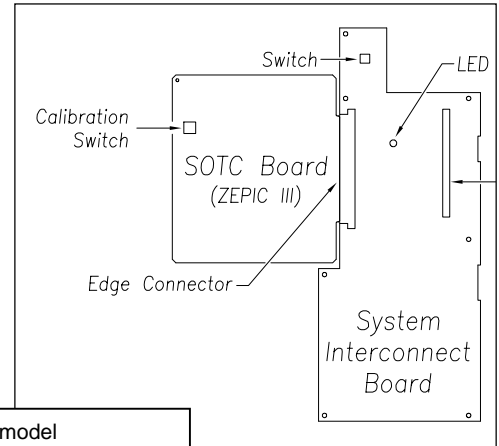 Switch
LED
Calibration
Switch
SOTC Board
(ZEPIC III)
Edge Connector
System
Interconnect
Board
model